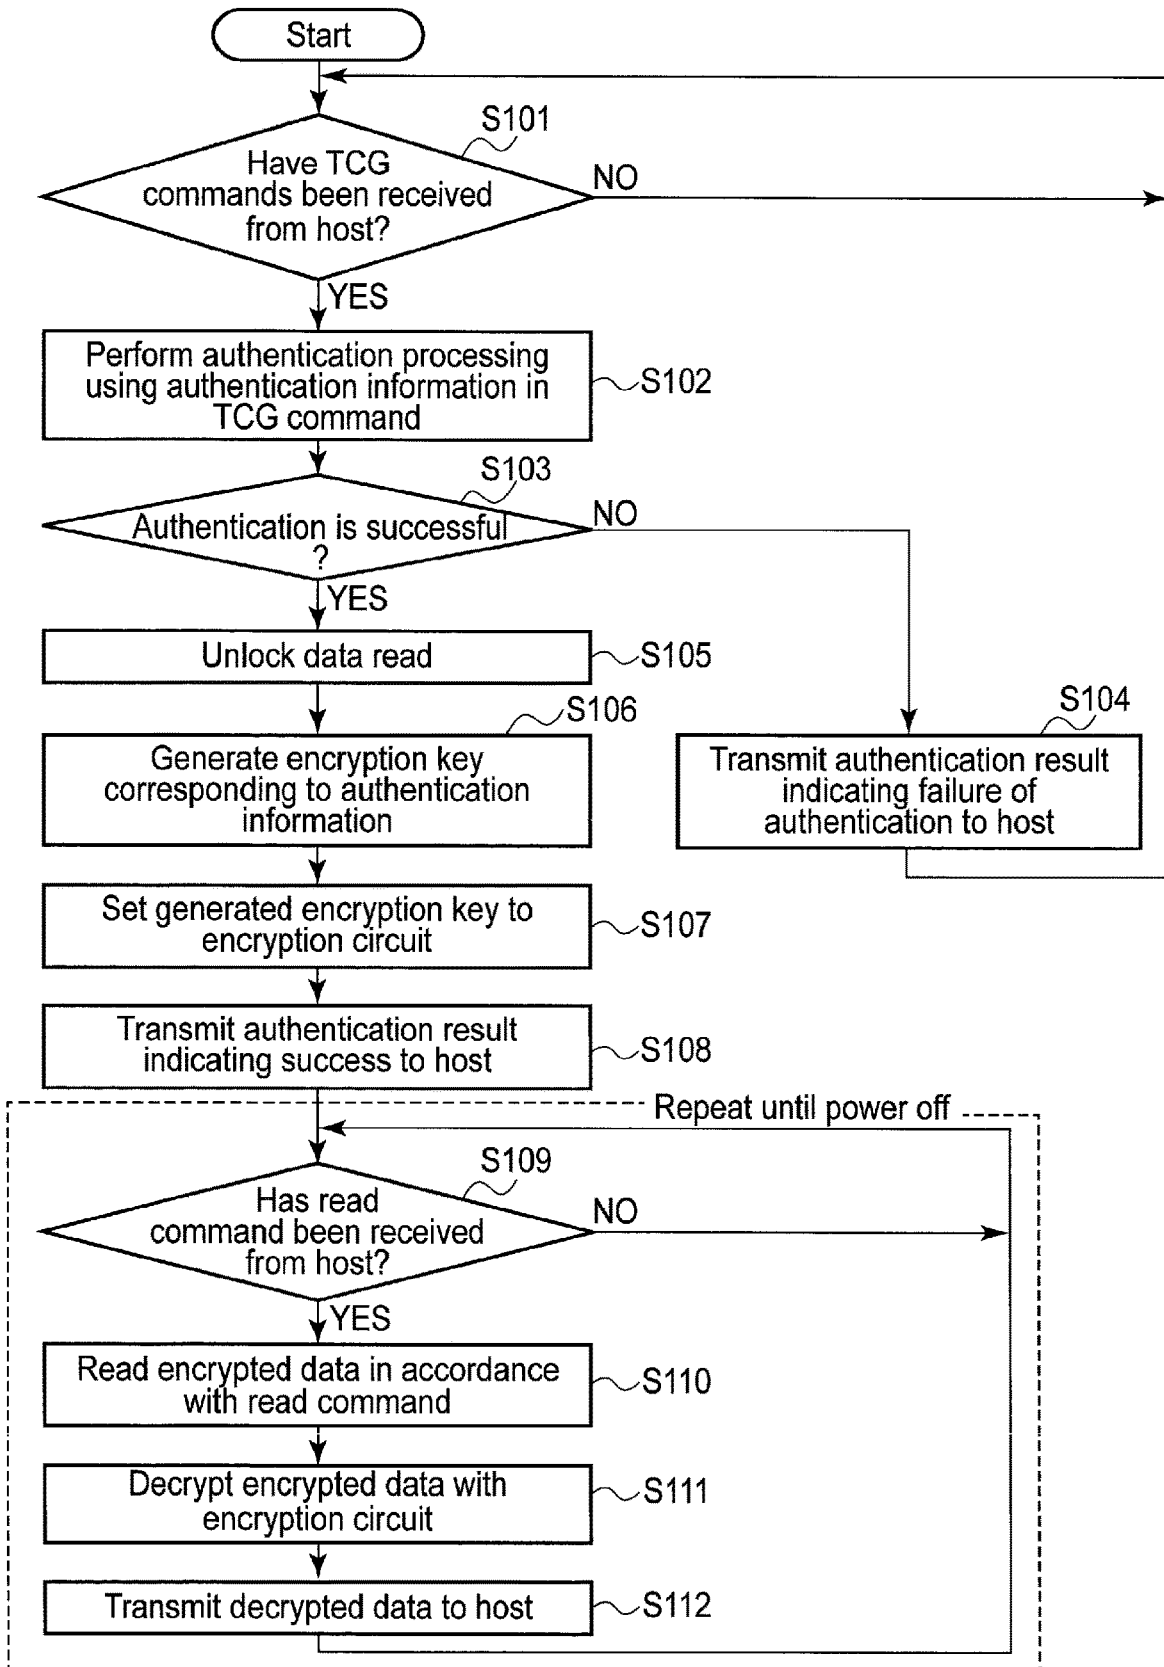 Start
S101
Have TCG
commands been received
from host?
NO
YES
Perform authentication processing
using authentication information in
TCG command
S102
S103
Authentication is successful
?
NO
YES
Unlock data read
S105
S106
Generate encryption key
corresponding to authentication
information
S104
Transmit authentication result
indicating failure of
authentication to host
Set generated encryption key to
encryption circuit
S107
Transmit authentication result
indicating success to host
S108
Repeat until power off
S109
Has read
command been received
from host?
NO
YES
Read encrypted data in accordance
with read command
S110
Decrypt encrypted data with
encryption circuit
S111
Transmit decrypted data to host
S112